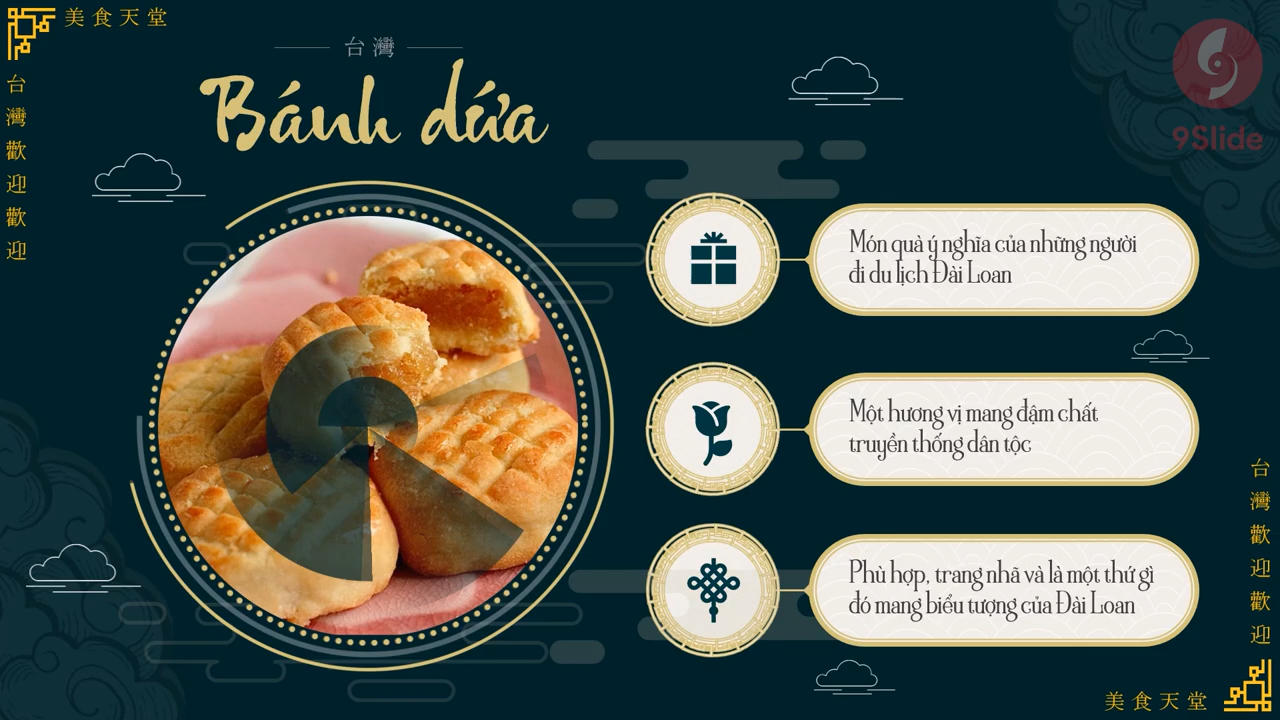 美食天堂
台灣歡迎歡迎
台灣
Bánh dứa
9Slide
Món quà ý nghĩa của những người
đi du lịch Đài Loan
Một hương vị mang đậm chất
truyền thống dân tộc
Phù hợp, trang nhã và là một thứ gì
đó mang biểu tượng của Đài Loan
台灣歡迎歡迎
美食天堂